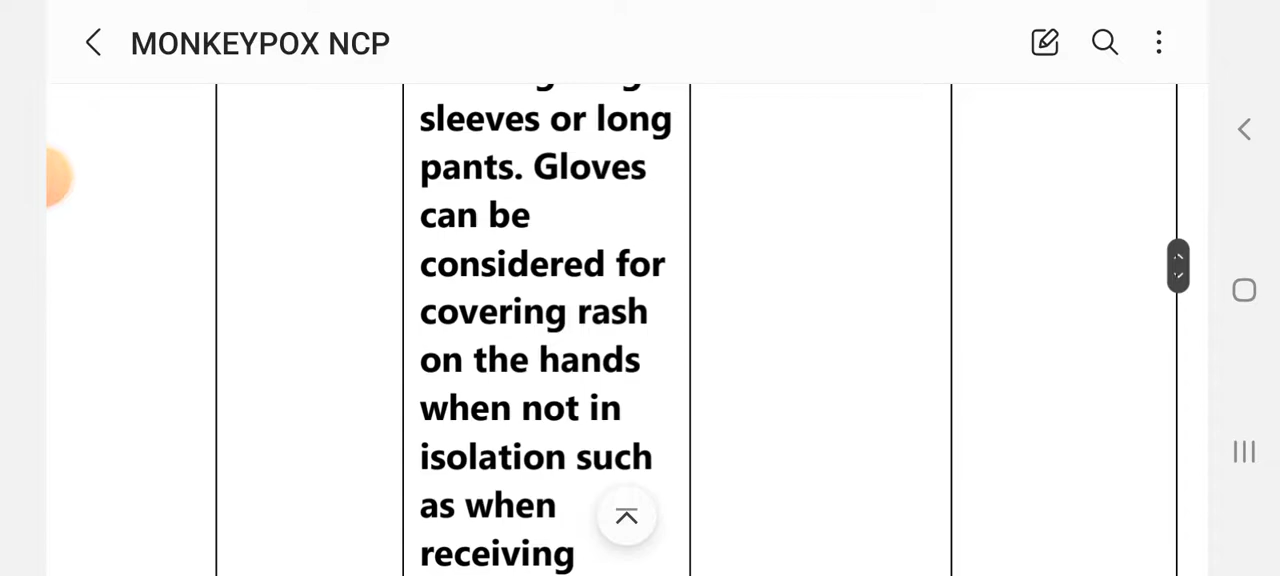 MONKEYPOX NCP
sleeves or long
pants. Gloves
can be
considered for
covering rash
on the hands
when not in
isolation such
as when
receiving